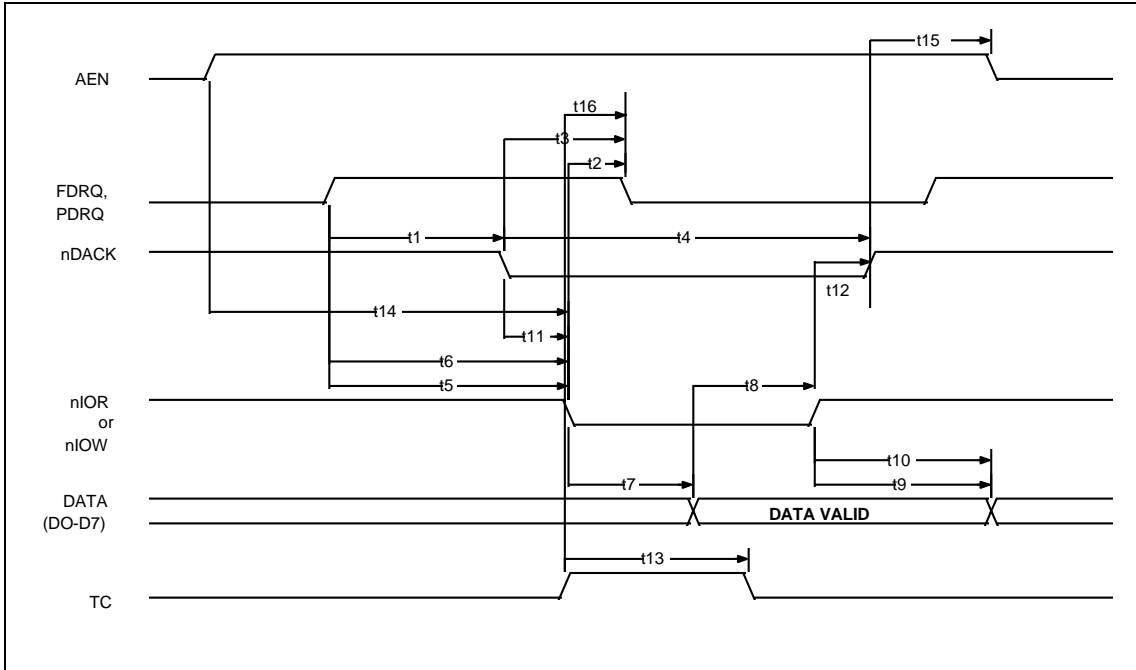 t15
AEN
t16
t3
t2
FDRQ,
PDRQ
t1
t4
nDACK
t12
t14
t11
t6
t5
t8
nIOR
or
nIOW
t10
t9
t7
DATA
(DO-D7)
DATA VALID
t13
TC